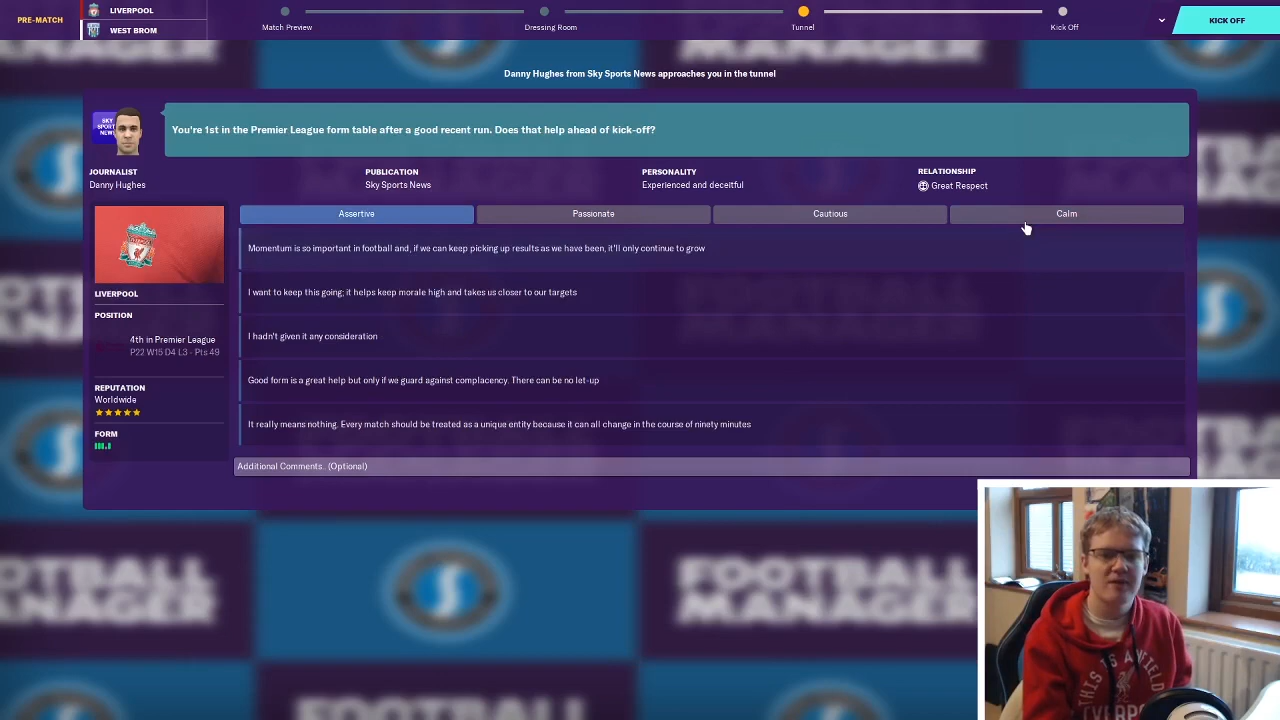 PRE-MATCH
LIVERPOOL
WEST BROM
Match Preview
Dressing Room
Tunnel
Kick Off
KICK OFF
Danny Hughes from Sky Sports News approaches you in the tunnel
SKY
SPORTS
NEWS
You're 1st in the Premier League form table after a good recent run. Does that help ahead of kick-off?
JOURNALIST
Danny Hughes
PUBLICATION
Sky Sports News
PERSONALITY
Experienced and deceitful
RELATIONSHIP
Great Respect
Assertive
Passionate
Cautious
Calm
LIVERPOOL
POSITION
4th in Premier League
P22 W15 D4 L3 - Pts 49
REPUTATION
Worldwide
FORM
Momentum is so important in football and, if we can keep picking up results as we have been, it'll only continue to grow
I want to keep this going; it helps keep morale high and takes us closer to our targets
I hadn't given it any consideration
Good form is a great help but only if we guard against complacency. There can be no let-up
It really means nothing. Every match should be treated as a unique entity because it can all change in the course of ninety minutes
Additional Comments.. (Optional)
FOOTBALL
MANAGER
THIS IS ANFIELD